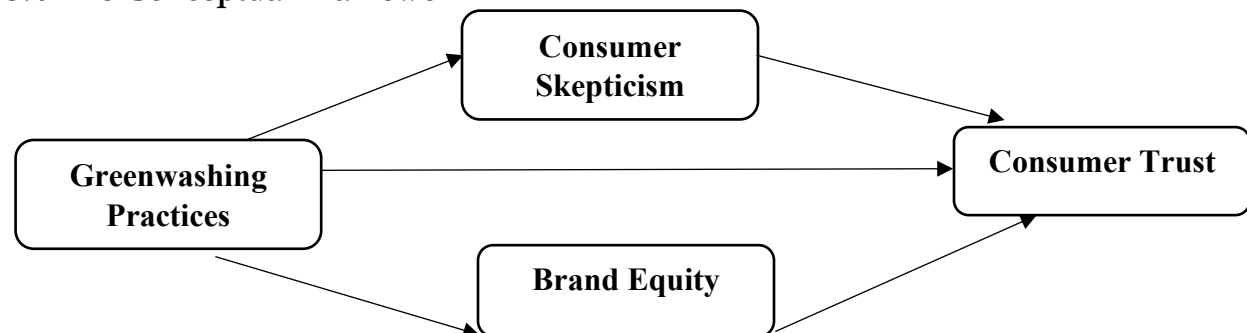 Consumer
Skepticism
Greenwashing
Practices
Consumer Trust
Brand Equity